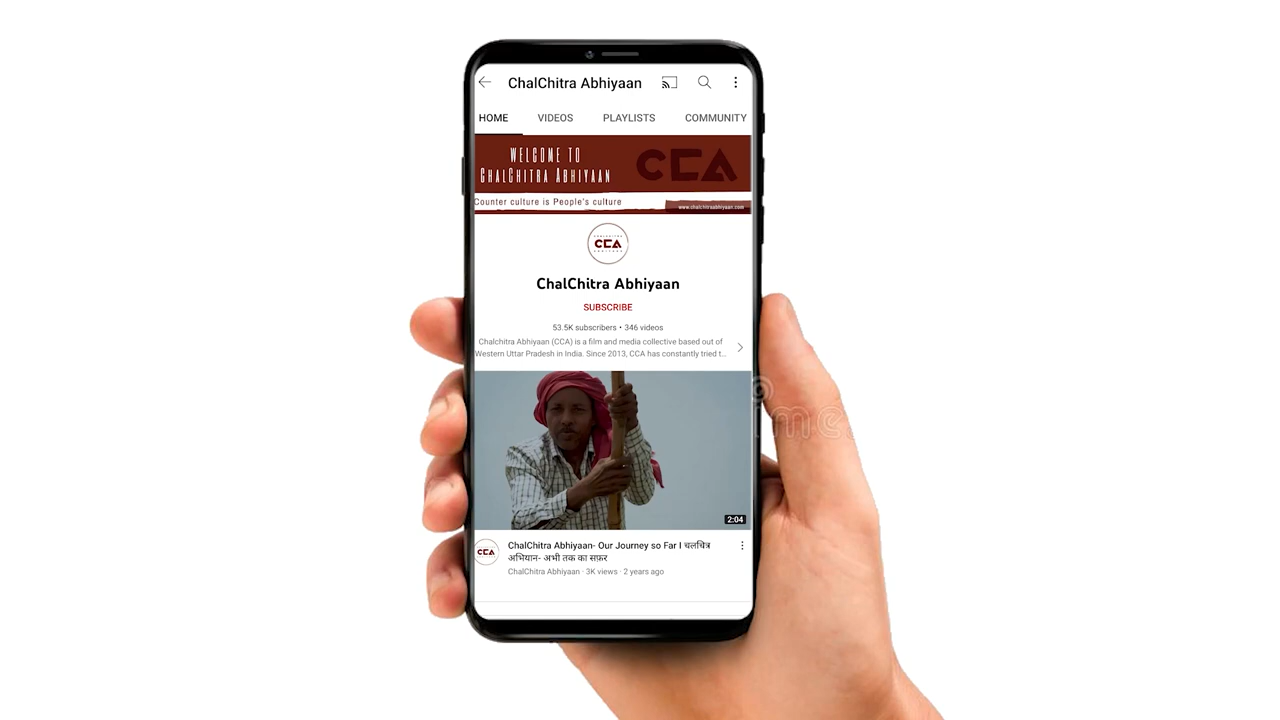 ChalChitra Abhiyaan
HOME VIDEOS PLAYLISTS COMMUNITY
WELCOME TO
CHALCHITRA ABHIYAAN
CCA
Counter culture is People's culture
www.chalchitraabhiyaan.com
CCA
ChalChitra Abhiyaan
SUBSCRIBE
53.5K subscribers • 346 videos
Chalchitra Abhiyaan (CCA) is a film and media collective based out of
Western Uttar Pradesh in India. Since 2013, CCA has constantly tried t...
2:04
CCA
ChalChitra Abhiyaan- Our Journey so Far I चलचित्र
अभियान- अभी तक का सफ़र
ChalChitra Abhiyaan · 3K views · 2 years ago